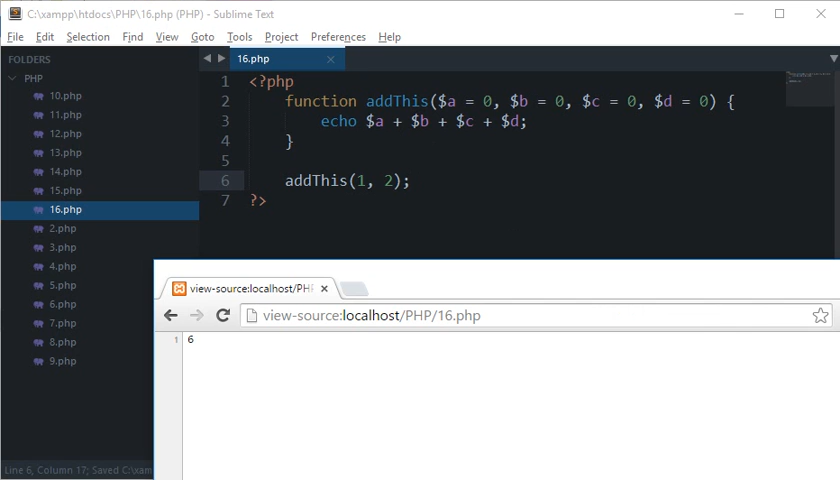 C:\xampp\htdocs\PHP\16.php (PHP) - Sublime Text
File Edit Selection Find View Goto Tools Project Preferences Help
FOLDERS
PHP
10.php
11.php
12.php
13.php
14.php
15.php
16.php
2.php
3.php
4.php
5.php
6.php
7.php
8.php
9.php
16.php
1 <?php
2 function addThis($a = 0, $b = 0, $c = 0, $d = 0) {
3 echo $a + $b + $c + $d;
4 }
5
6 addThis(1, 2);
7 ?>
view-source:localhost/PH
view-source:localhost/PHP/16.php
1 6
Line 6, Column 17; Saved C:\xam